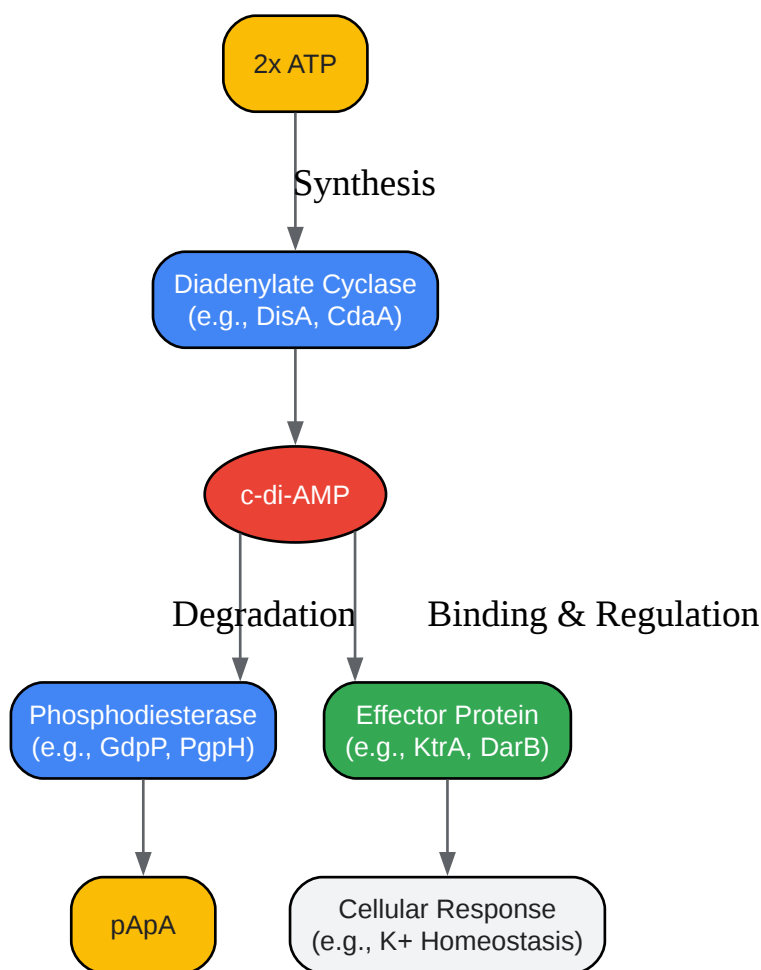 2x ATP
Synthesis
Diadenylate Cyclase
(e.g., DisA, CdaA)
c-di-AMP
Degradation
Binding & Regulation
Phosphodiesterase
(e.g., GdpP, PgpH)
Effector Protein
(e.g., KtrA, DarB)
pApA
Cellular Response
(e.g., K+ Homeostasis)